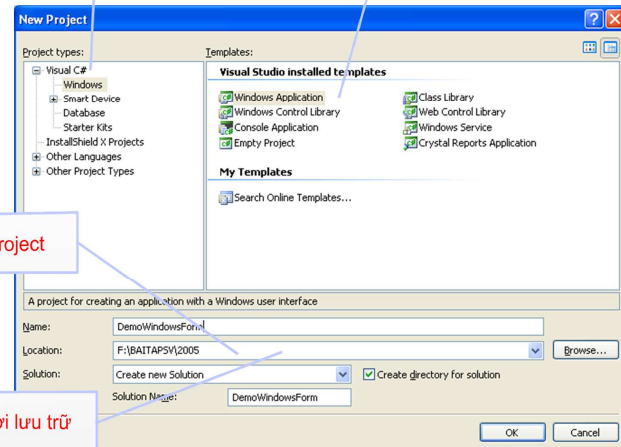 New Project
Project types:
Templates:
Visual C#
Windows
Smart Device
Database
Starter Kits
InstallShield X Projects
Other Languages
Other Project Types
Visual Studio installed templates
Windows Application
Class Library
Windows Control Library
Web Control Library
Console Application
Windows Service
Empty Project
Crystal Reports Application
My Templates
Search Online Templates...
roject
A project for creating an application with a Windows user interface
Name:
DemoWindowsForm
Location:
F:\BAITAPSV\2005
Browse...
Solution:
Create new Solution
Create directory for solution
Solution Name:
DemoWindowsForm
ơi lưu trữ
OK
Cancel